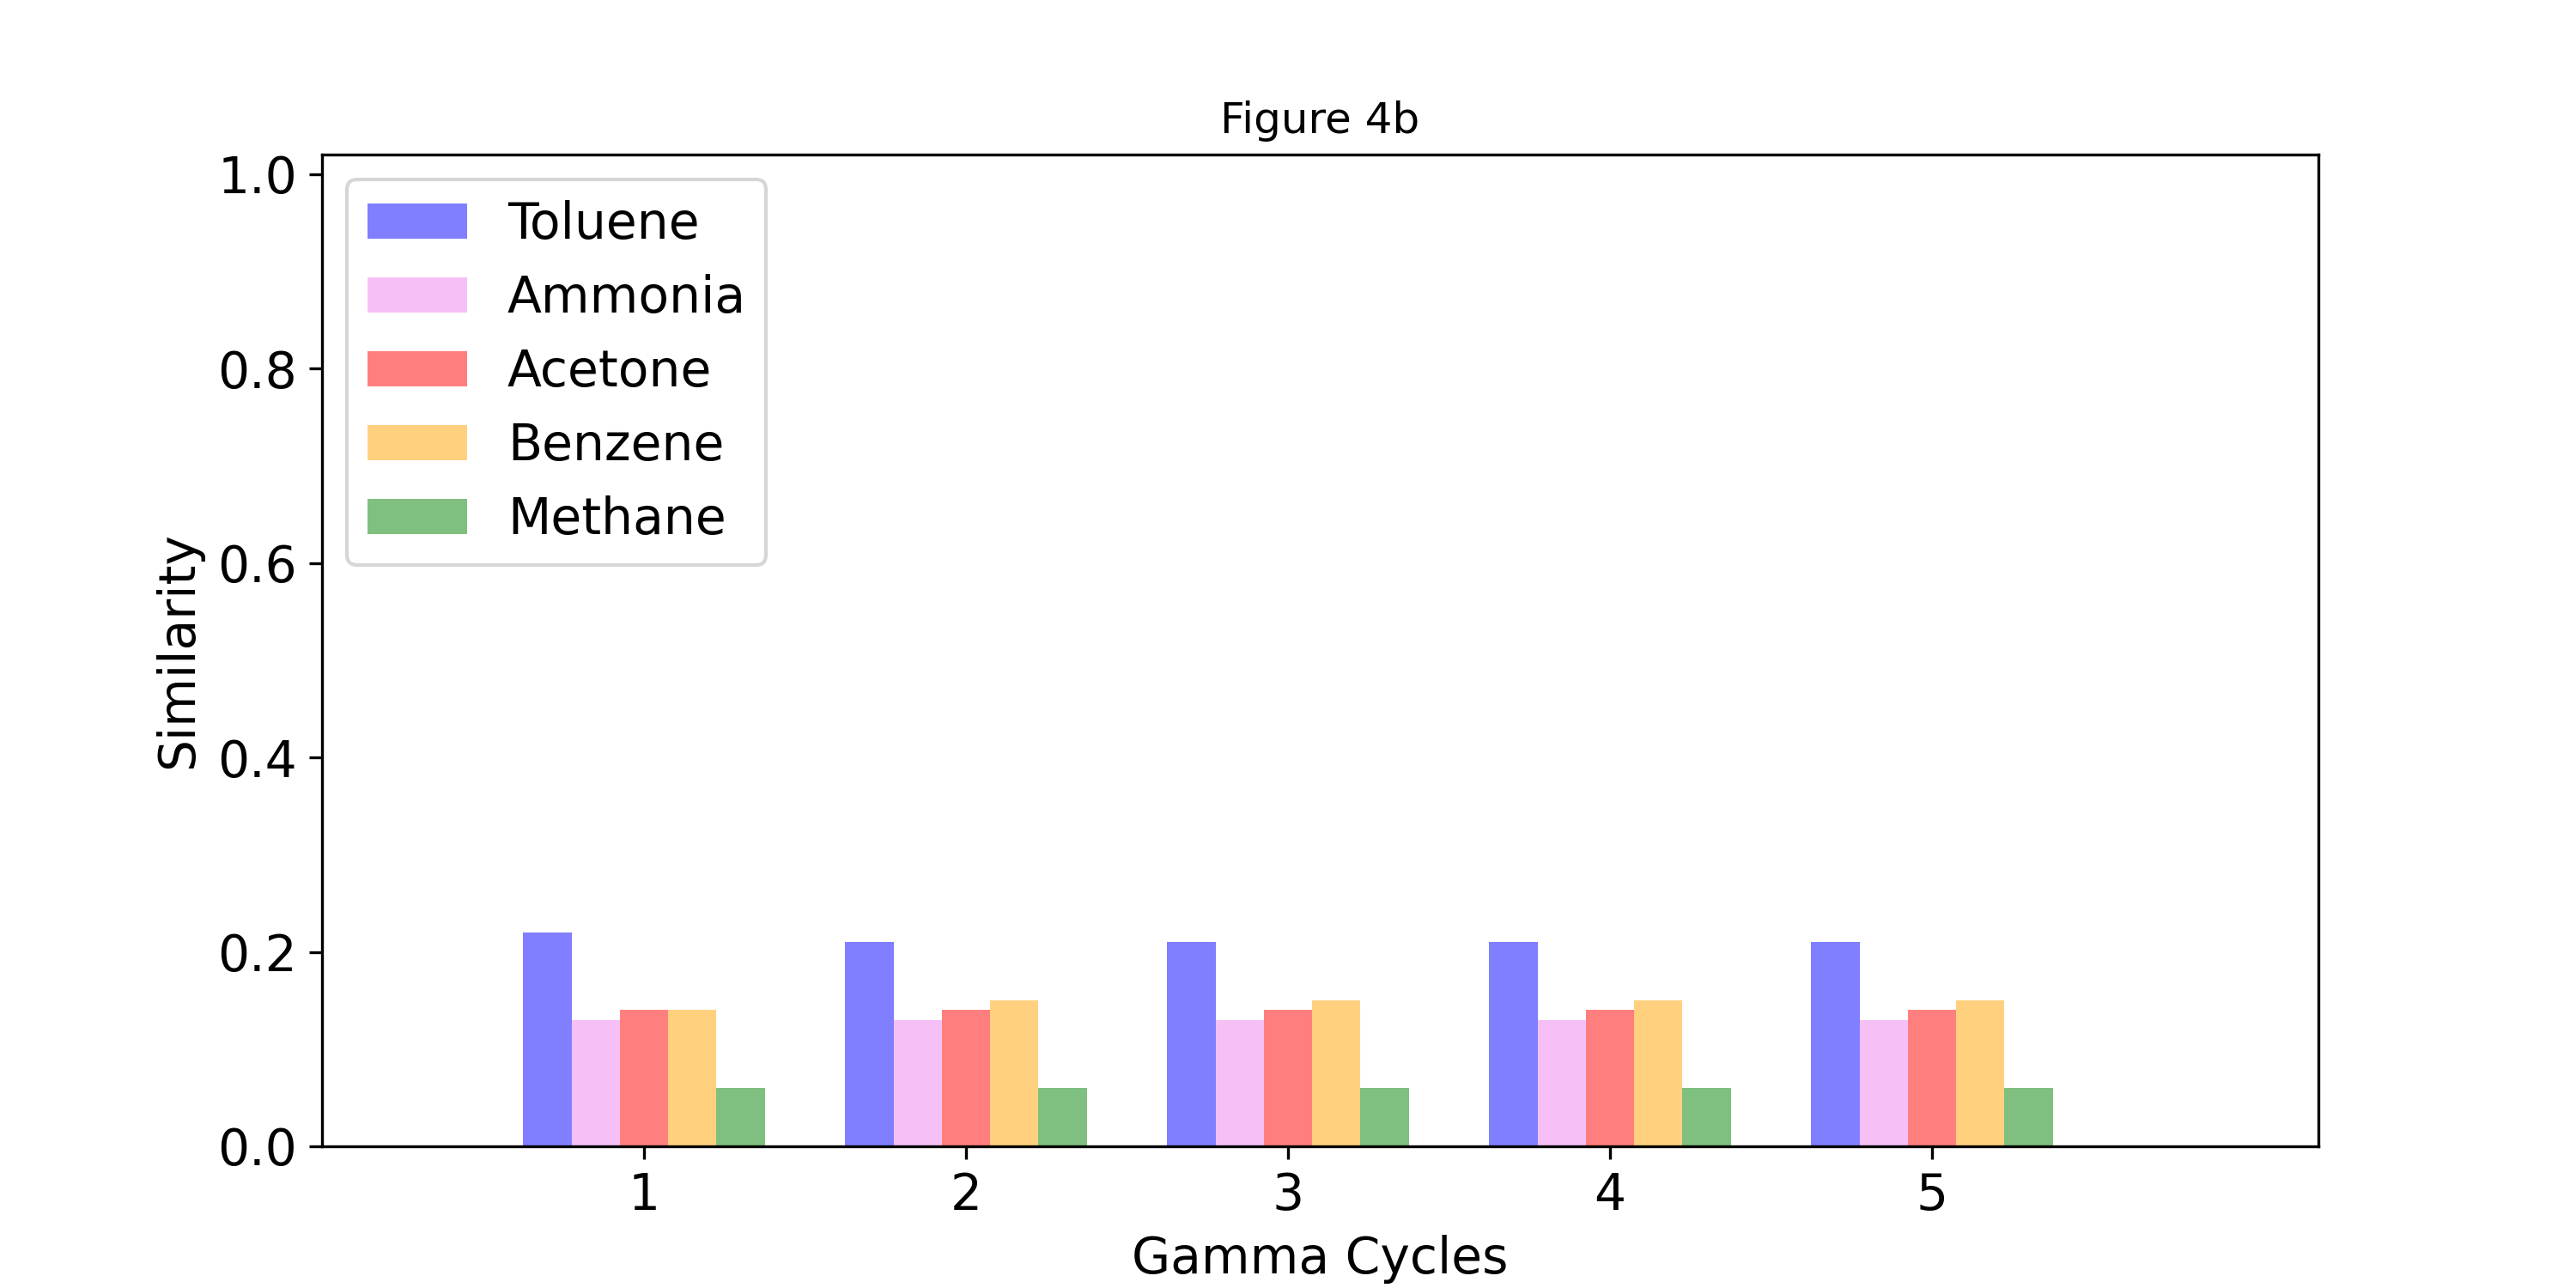 Figure 4b
1.0
0.8
0.6
0.4
0.2
0.0
Similarity
Toluene
Ammonia
Acetone
Benzene
Methane
1 2 3 4 5
Gamma Cycles